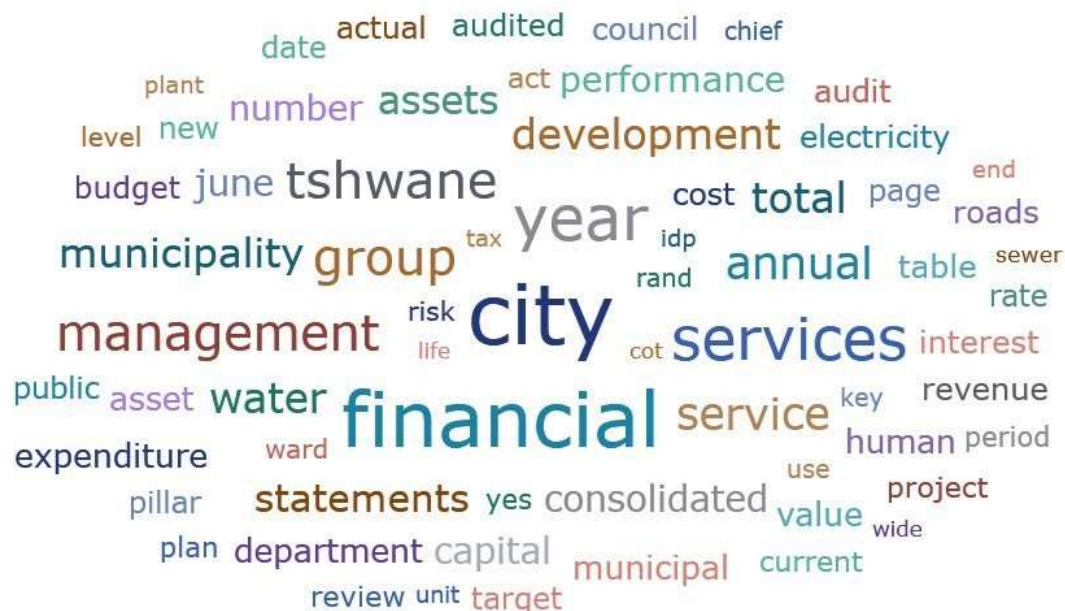 actual audited council chief
date
plant act performance
number assets audit
level new development electricity
end
budget june tshwane cost total page
year roads
municipality group tax idp annual table sewer
rand
risk city rate
management life cot services interest
public asset water financial service key revenue
expenditure ward human period
use
pillar statements yes consolidated value project
wide
plan department capital municipal current
review unit target